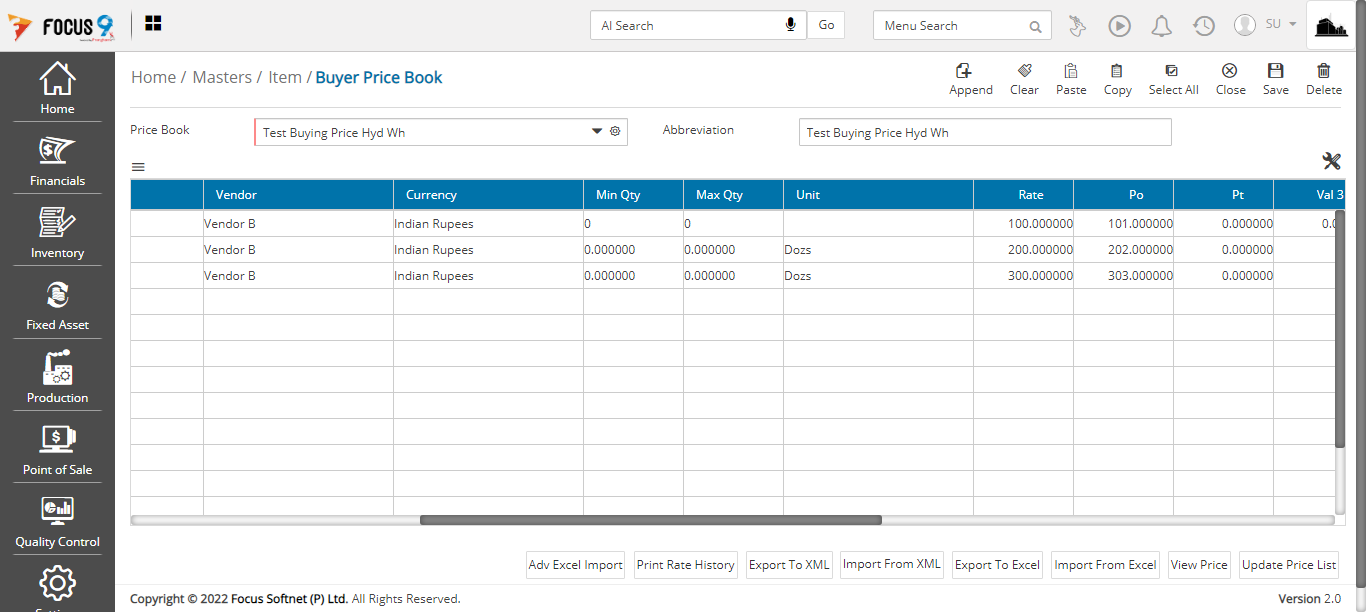 FOCUS 9
AI Search
Go
Menu Search
SU
Home
Financials
Inventory
Fixed Asset
Production
Point of Sale
Quality Control
Home / Masters / Item / Buyer Price Book
Append
Clear
Paste
Copy
Select All
Close
Save
Delete
Price Book
Test Buying Price Hyd Wh
Abbreviation
Test Buying Price Hyd Wh
Vendor Currency Min Qty Max Qty Unit Rate Po Pt Val 3
Vendor B Indian Rupees 0 0 100.000000 101.000000 0.000000 0.0
Vendor B Indian Rupees 0.000000 0.000000 Dozs 200.000000 202.000000 0.000000
Vendor B Indian Rupees 0.000000 0.000000 Dozs 300.000000 303.000000 0.000000
Adv Excel Import
Print Rate History
Export To XML
Import From XML
Export To Excel
Import From Excel
View Price
Update Price List
Copyright © 2022 Focus Softnet (P) Ltd. All Rights Reserved.
Version 2.0